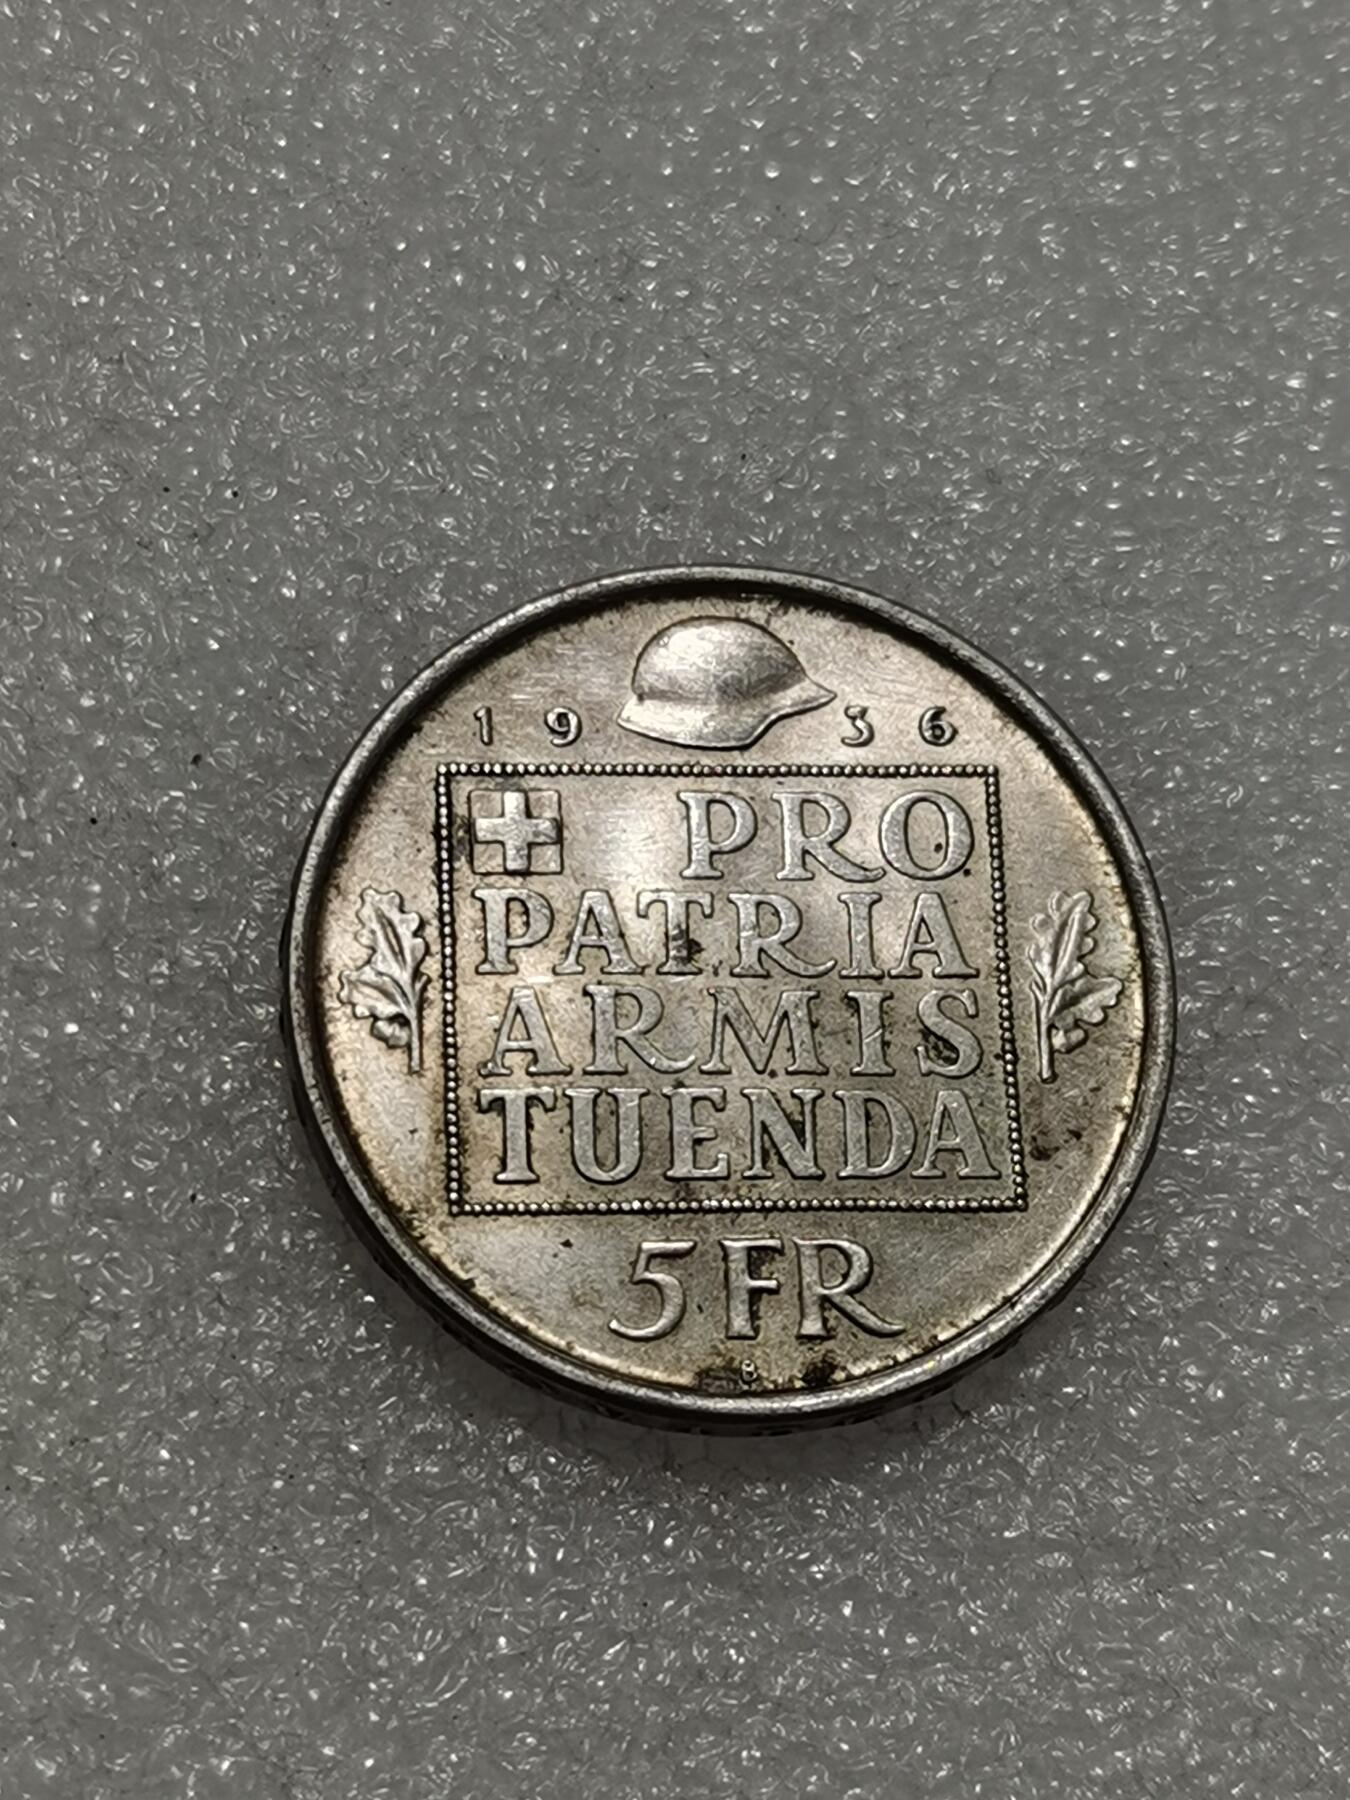 1936
PRO
PATRIA
ARMIS
TUENDA
5 FR
B